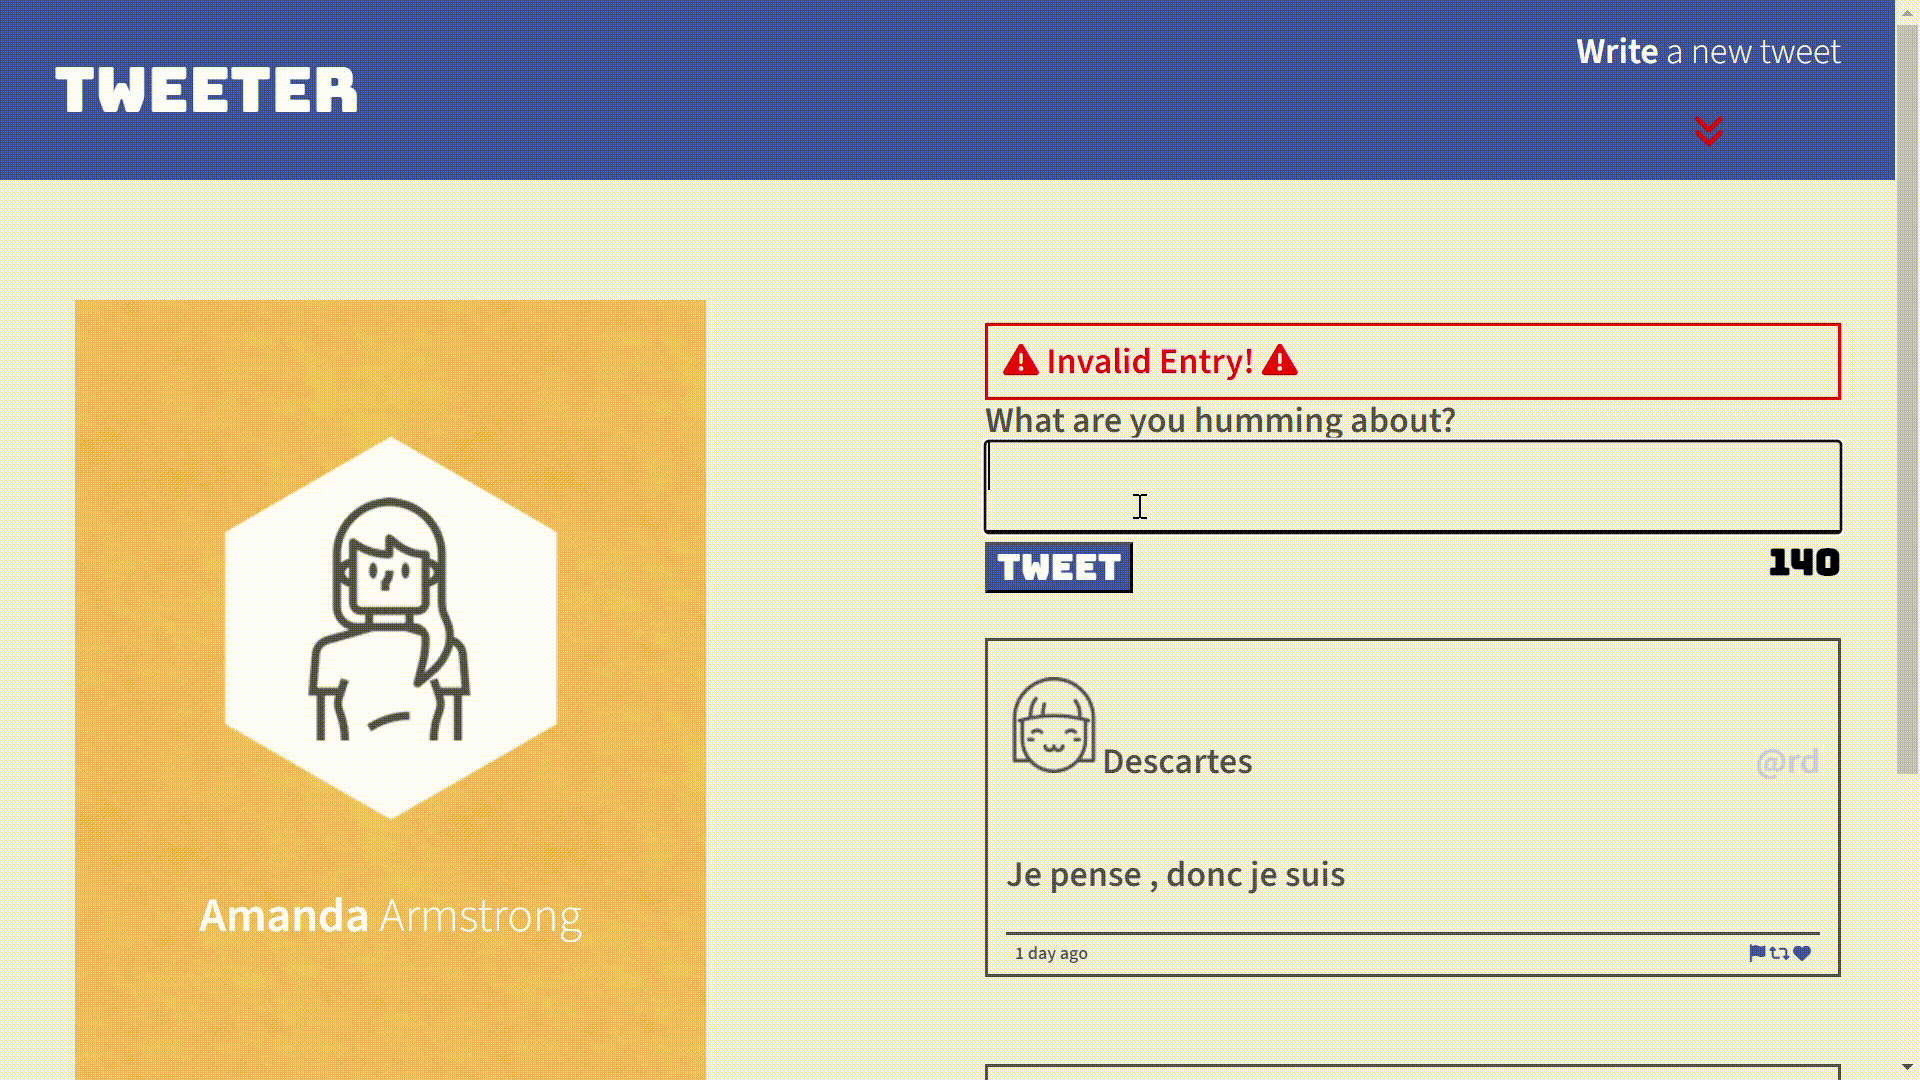 TWEETER
Write a new tweet
Invalid Entry!
What are you humming about?
TWEET
140
Descartes
@rd
Je pense , donc je suis
1 day ago
Amanda Armstrong